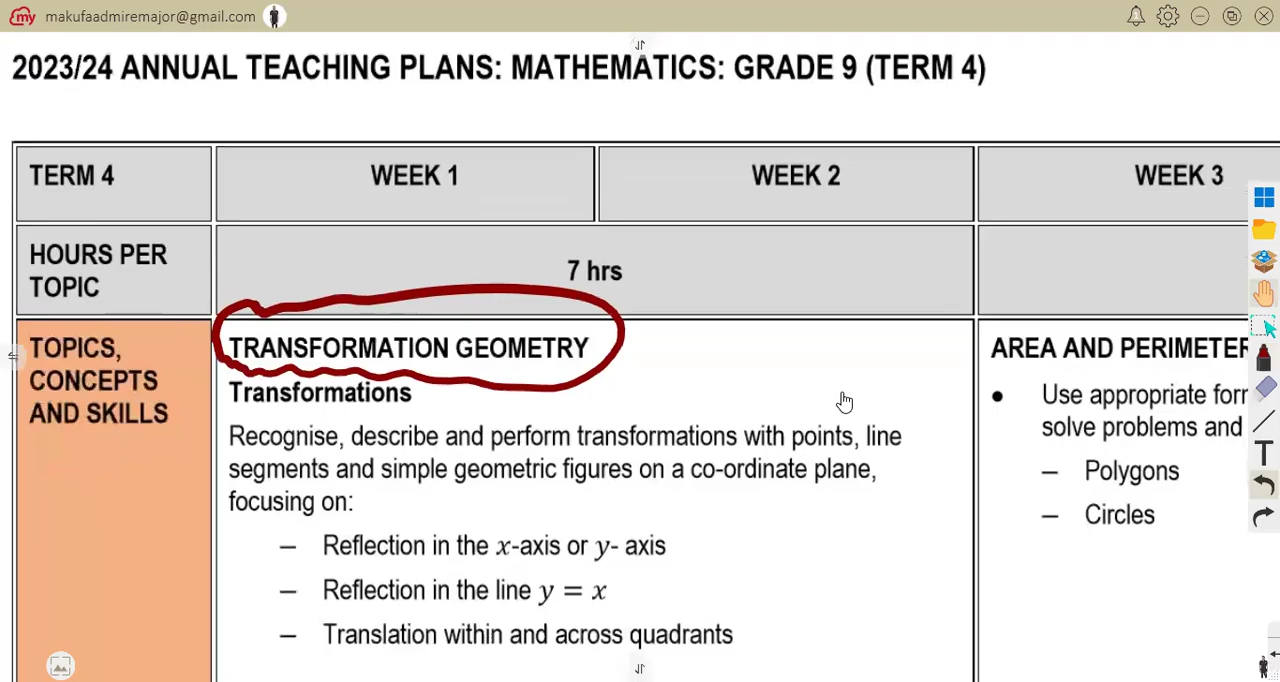 my makufaadmiremajor@gmail.com
2023/24 ANNUAL TEACHING PLANS: MATHEMATICS: GRADE 9 (TERM 4)
TERM 4
WEEK 1
WEEK 2
WEEK 3
HOURS PER
TOPIC
7 hrs
TOPICS,
CONCEPTS
AND SKILLS
TRANSFORMATION GEOMETRY
Transformations
Recognise, describe and perform transformations with points, line
segments and simple geometric figures on a co-ordinate plane,
focusing on:
– Reflection in the x-axis or y- axis
– Reflection in the line y = x
– Translation within and across quadrants
AREA AND PERIMETER
• Use appropriate for
solve problems and
– Polygons
– Circles
T